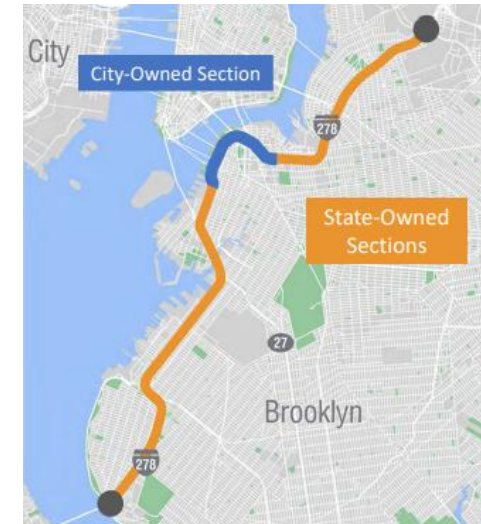 City
City-Owned Section
278
State-Owned
Sections
27
Brooklyn
278